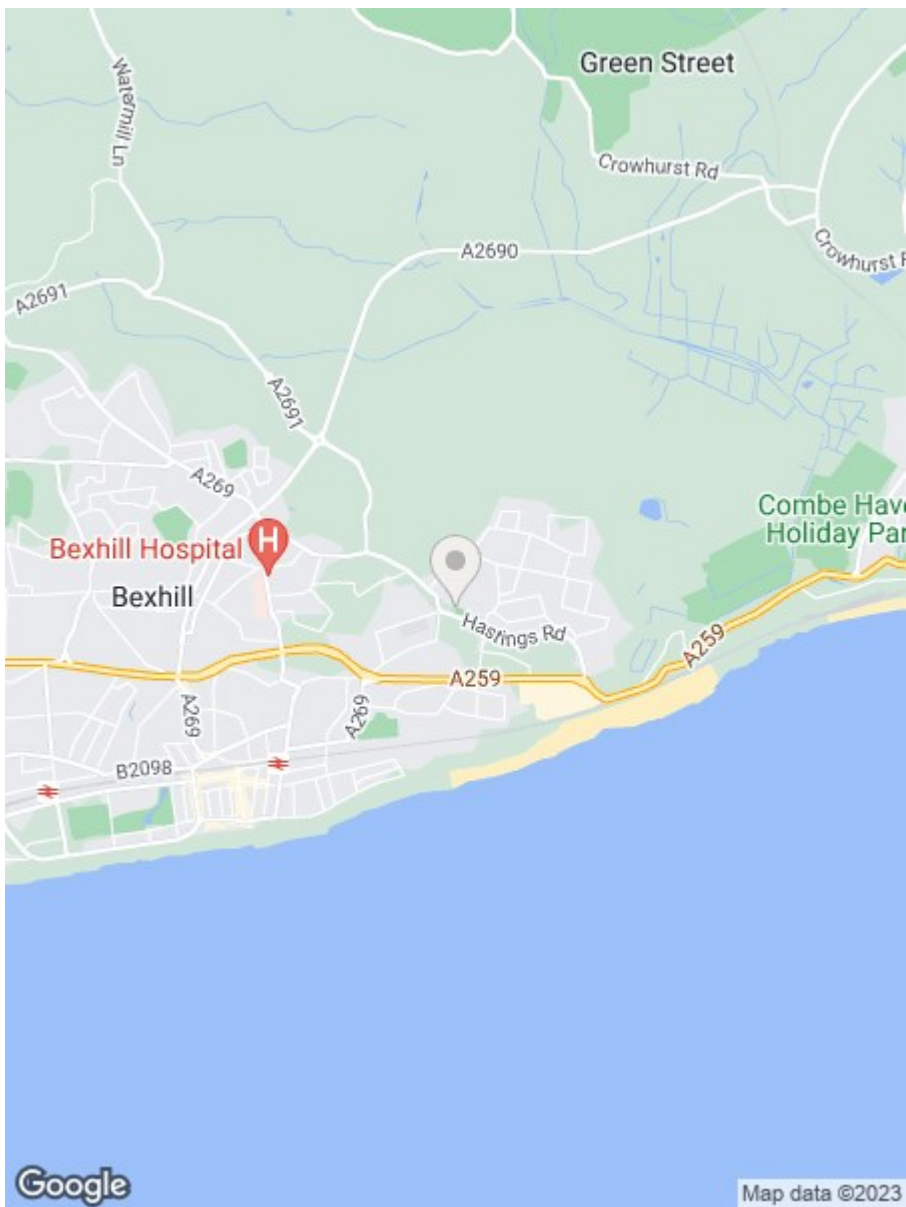 Green Street
Watermill Ln
Crowhurst Rd
A2690
Crowhurst R
A2691
A2691
A269
Combe Have
Holiday Par
Bexhill Hospital
H
Bexhill
Hastings Rd
A259
A259
A269
A269
B2098
Google
Map data ©2023